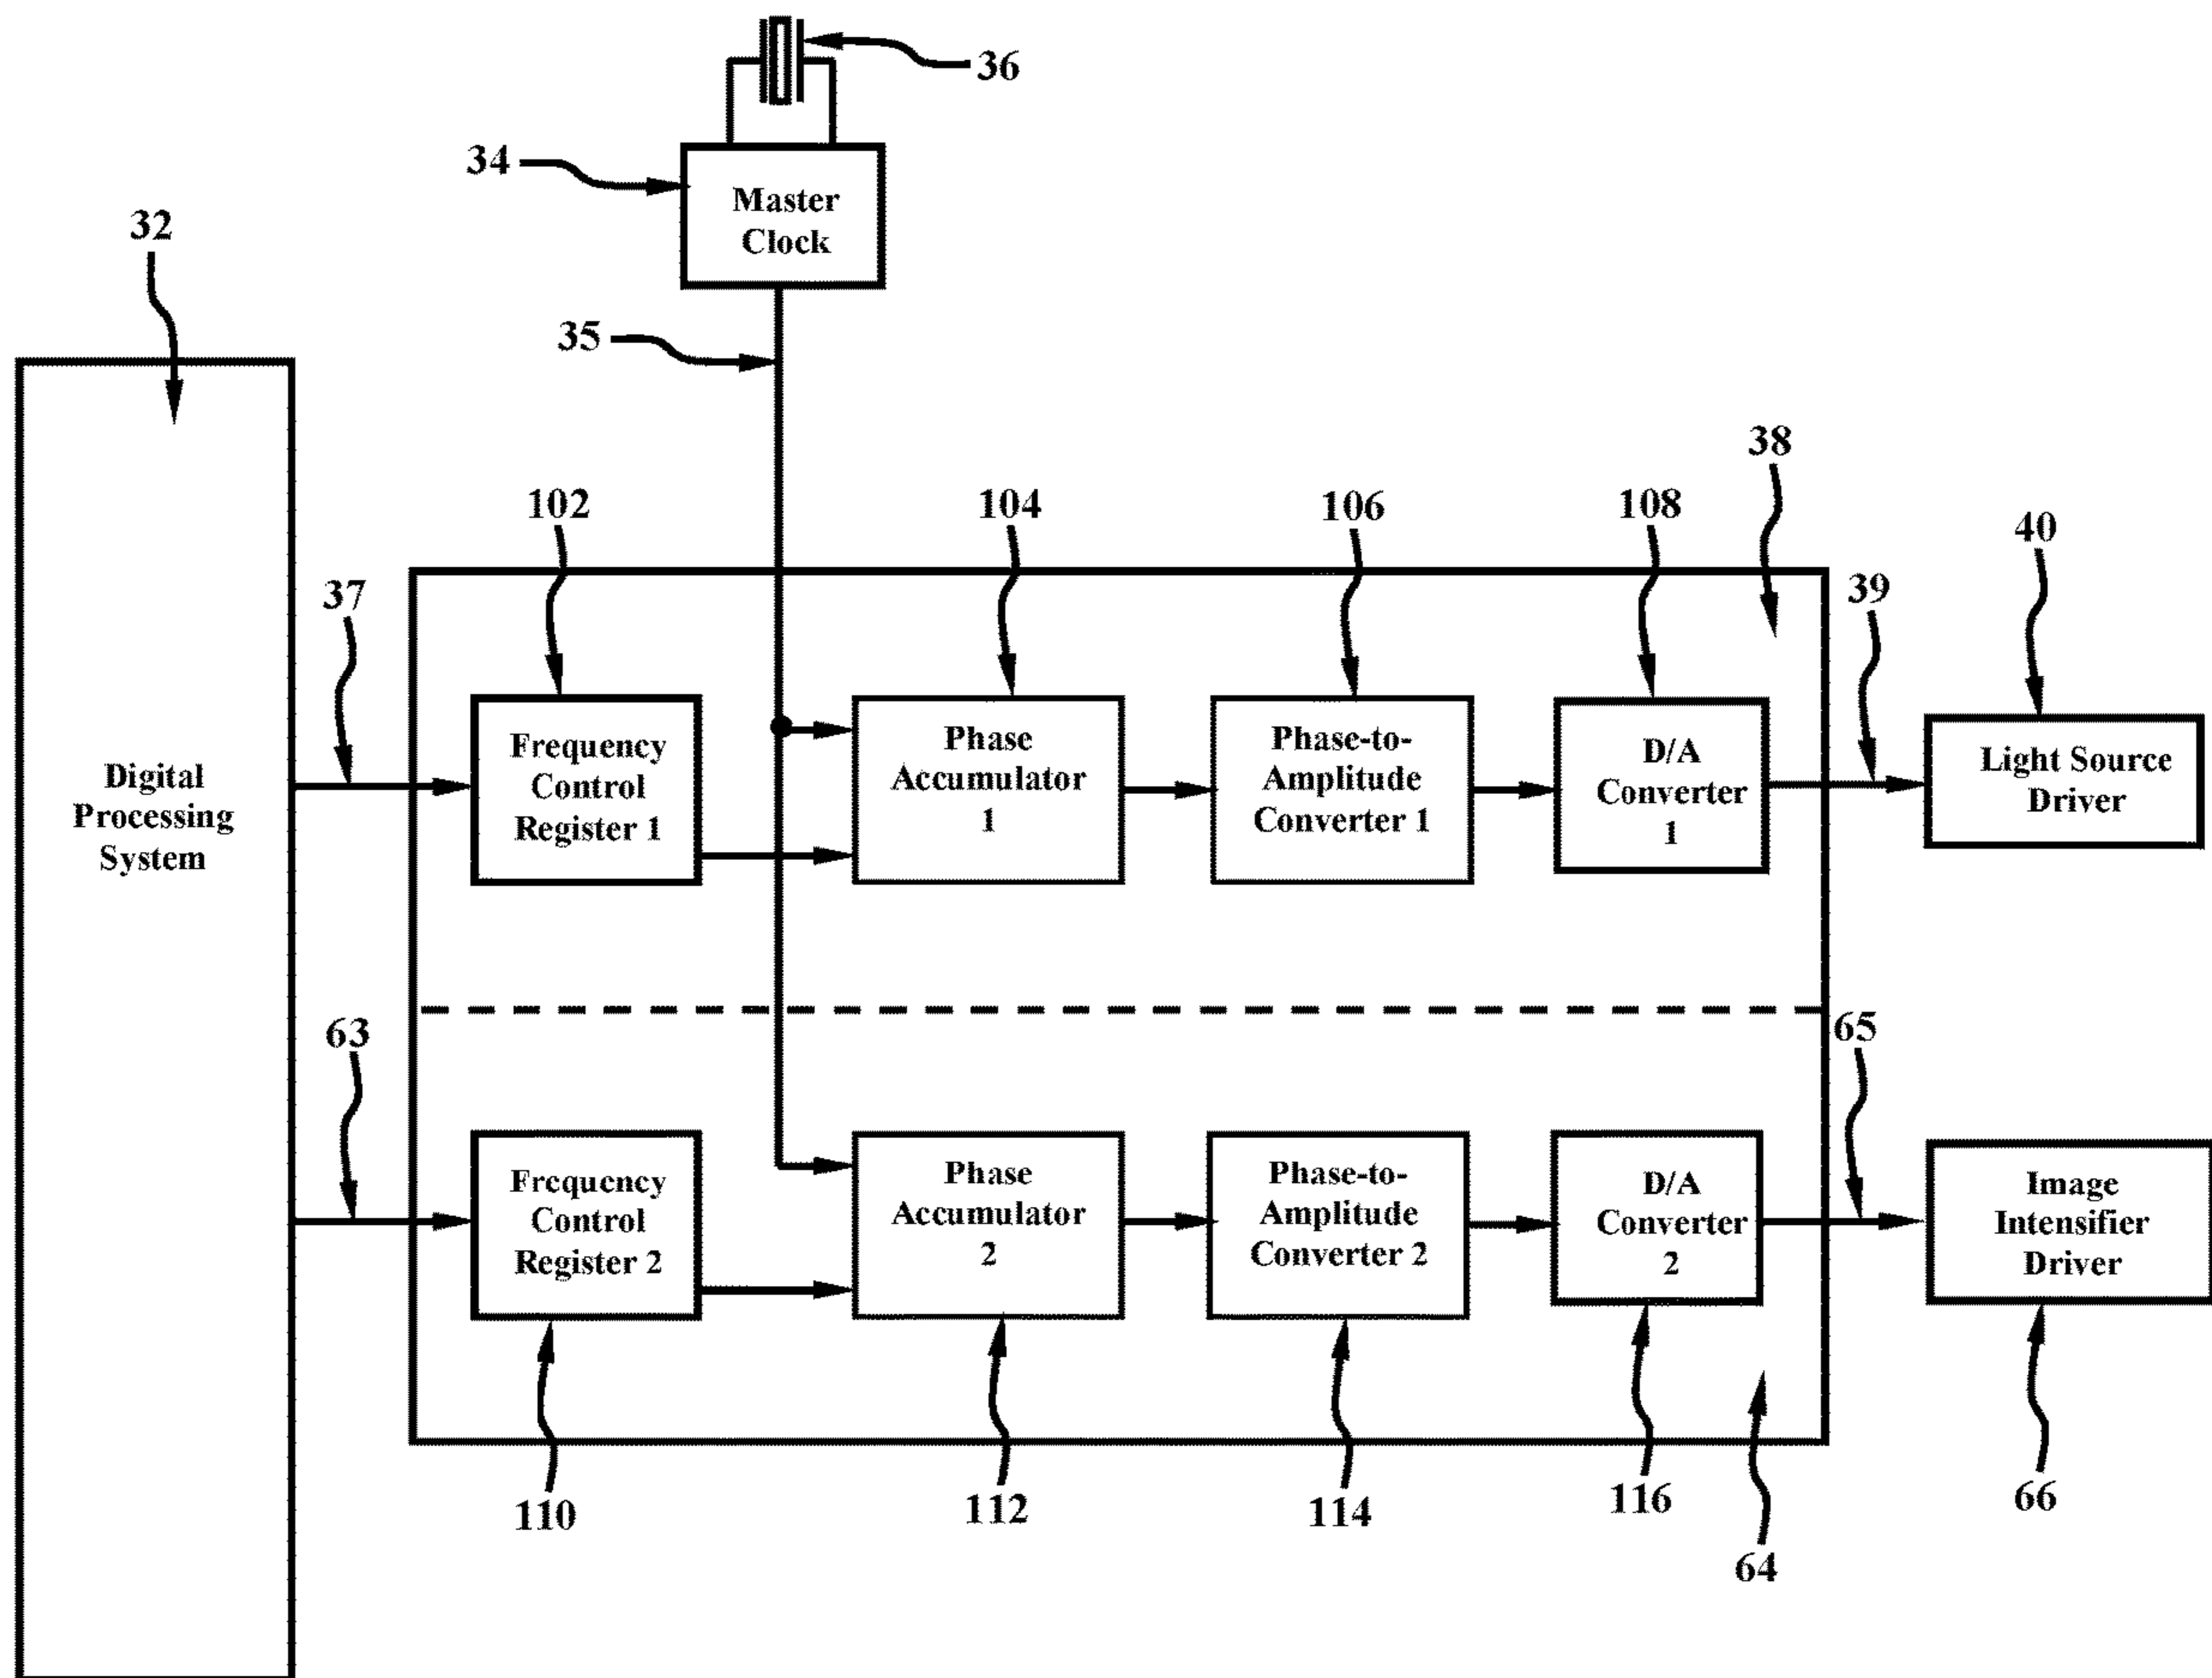 36
34
Master
Clock
32
35
38
102
104
106
108
40
37
39
Frequency
Control
Register 1
Phase
Accumulator
1
Phase-to-
Amplitude
Converter 1
D/A
Converter
1
Light Source
Driver
Digital
Processing
System
63
65
Frequency
Control
Register 2
Phase
Accumulator
2
Phase-to-
Amplitude
Converter 2
D/A
Converter
2
Image
Intensifier
Driver
110
112
114
116
66
64